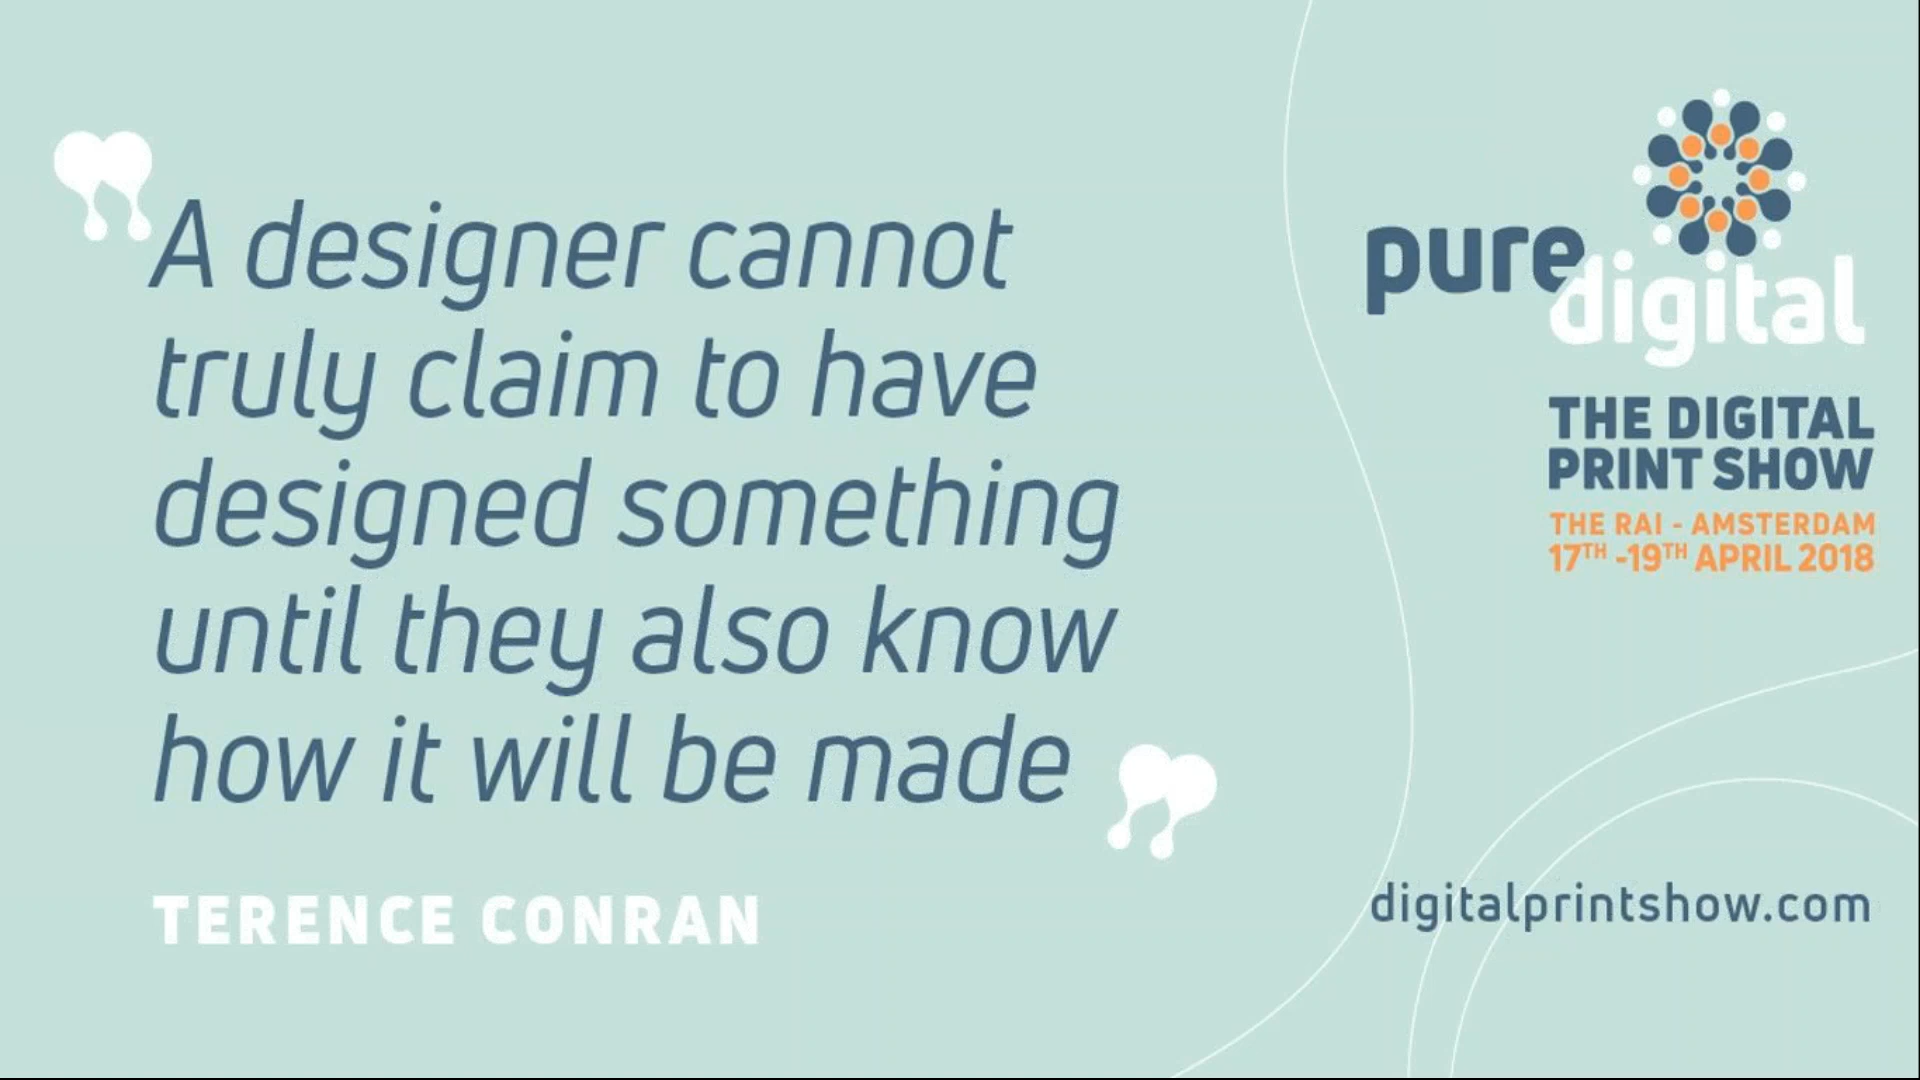 A designer cannot
truly claim to have
designed something
until they also know
how it will be made
TERENCE CONRAN
pure
digital
THE DIGITAL
PRINT SHOW
THE RAI - AMSTERDAM
17TH -19TH APRIL 2018
digitalprintshow.com